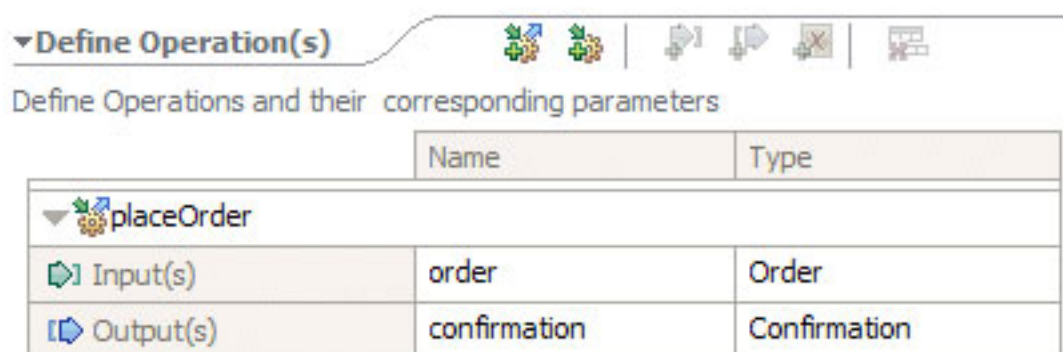 Define Operation(s)
Define Operations and their corresponding parameters
Name Type
placeOrder
Input(s) order Order
Output(s) confirmation Confirmation